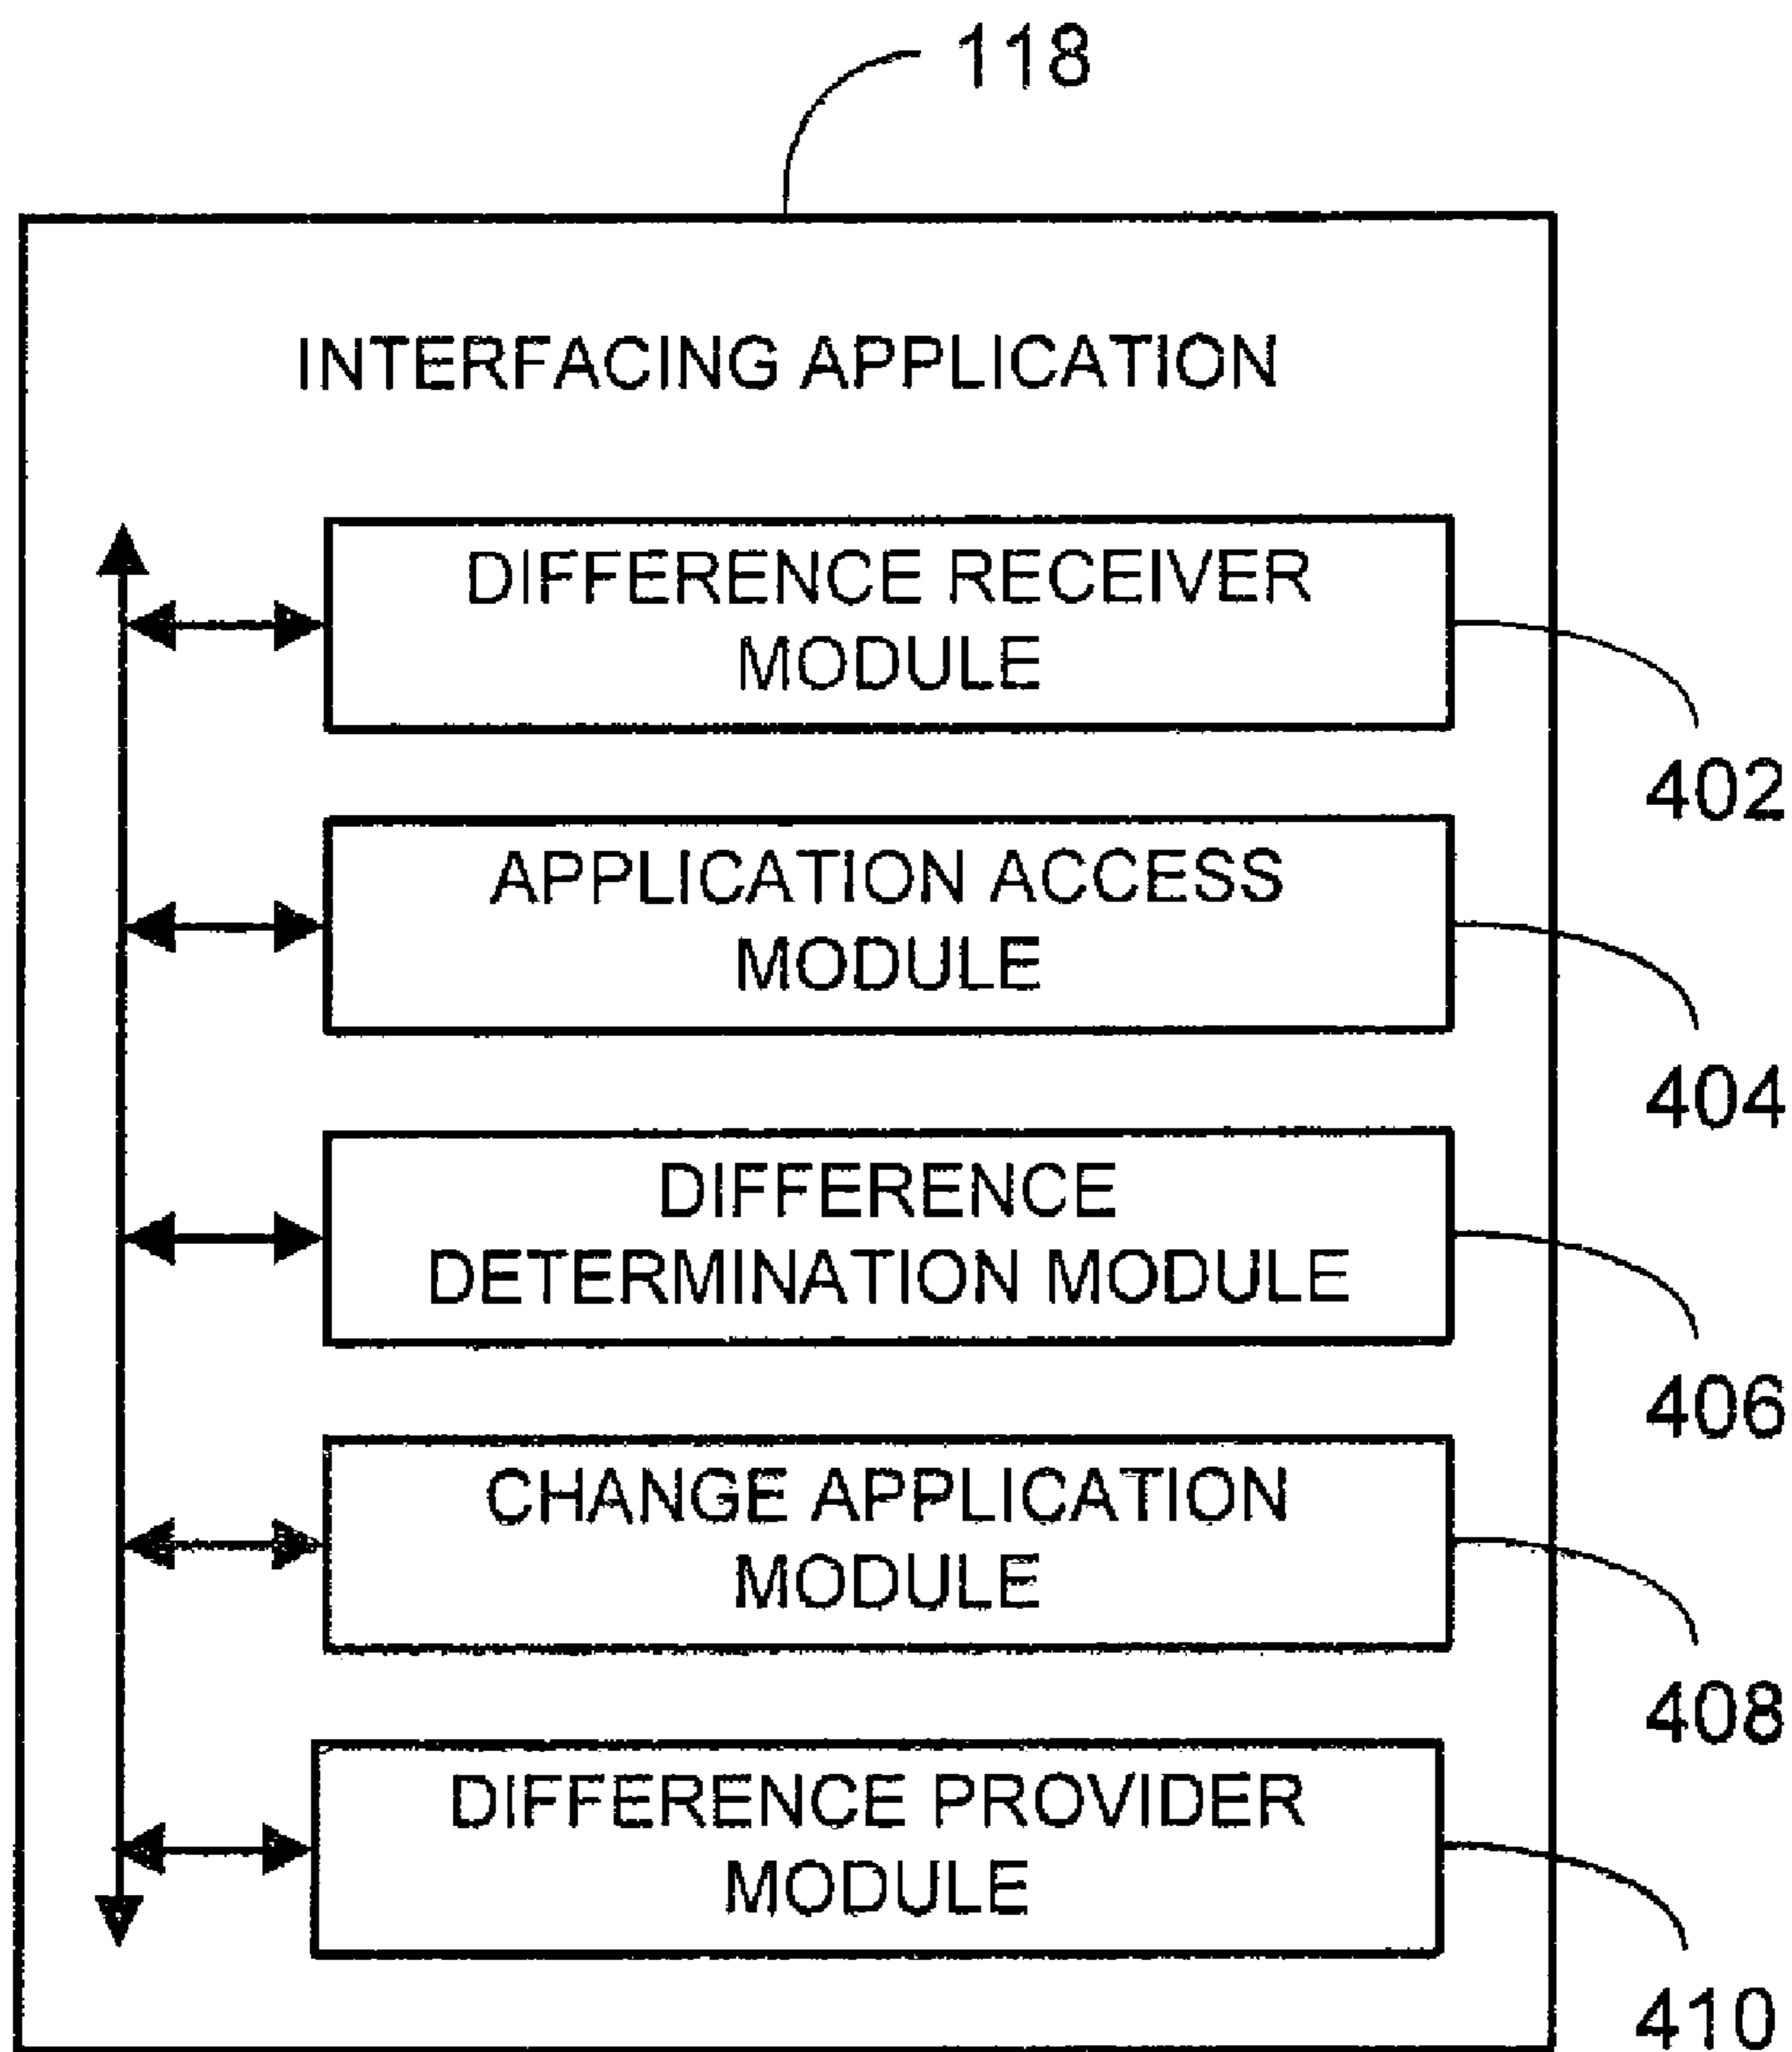 118
INTERFACING APPLICATION
DIFFERENCE RECEIVER
MODULE
402
APPLICATION ACCESS
MODULE
404
DIFFERENCE
DETERMINATION MODULE
406
CHANGE APPLICATION
MODULE
408
DIFFERENCE PROVIDER
MODULE
410